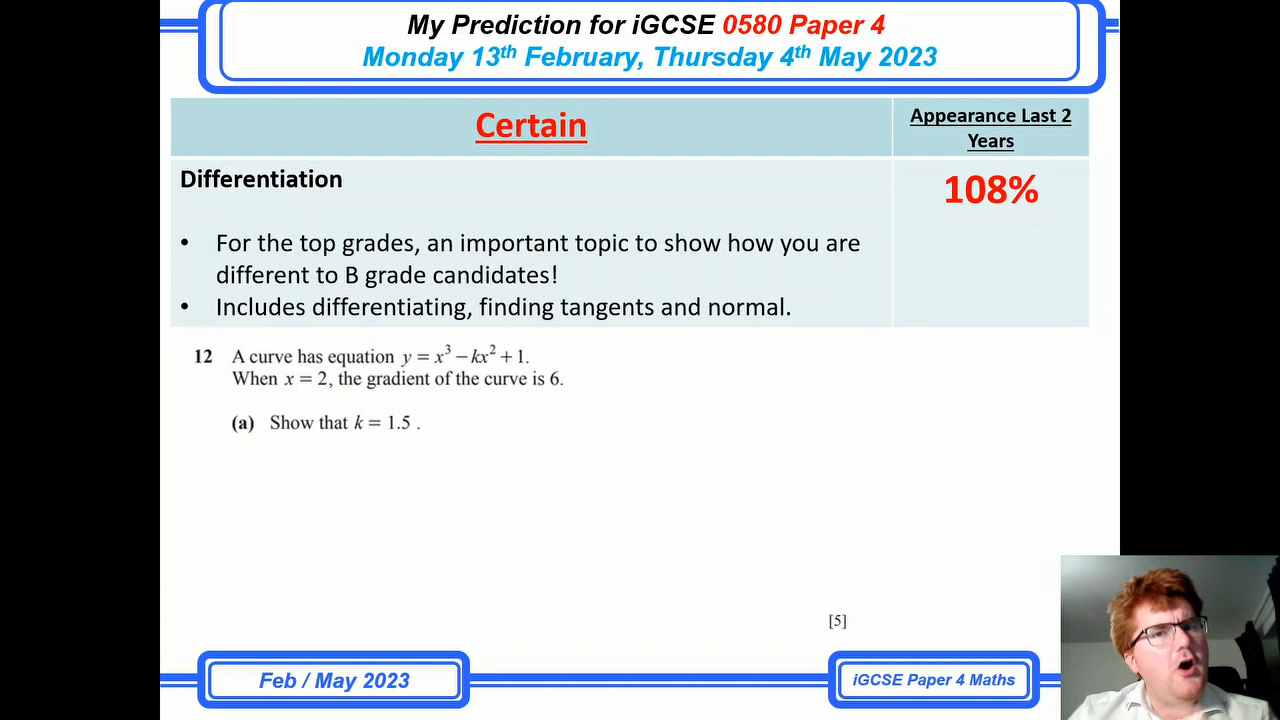 My Prediction for iGCSE 0580 Paper 4
Monday 13th February, Thursday 4th May 2023
Certain
Appearance Last 2
Years
Differentiation
108%
• For the top grades, an important topic to show how you are
different to B grade candidates!
• Includes differentiating, finding tangents and normal.
12 A curve has equation y = x³ – kx² + 1.
When x = 2, the gradient of the curve is 6.
(a) Show that k = 1.5 .
[5]
Feb / May 2023
iGCSE Paper 4 Maths